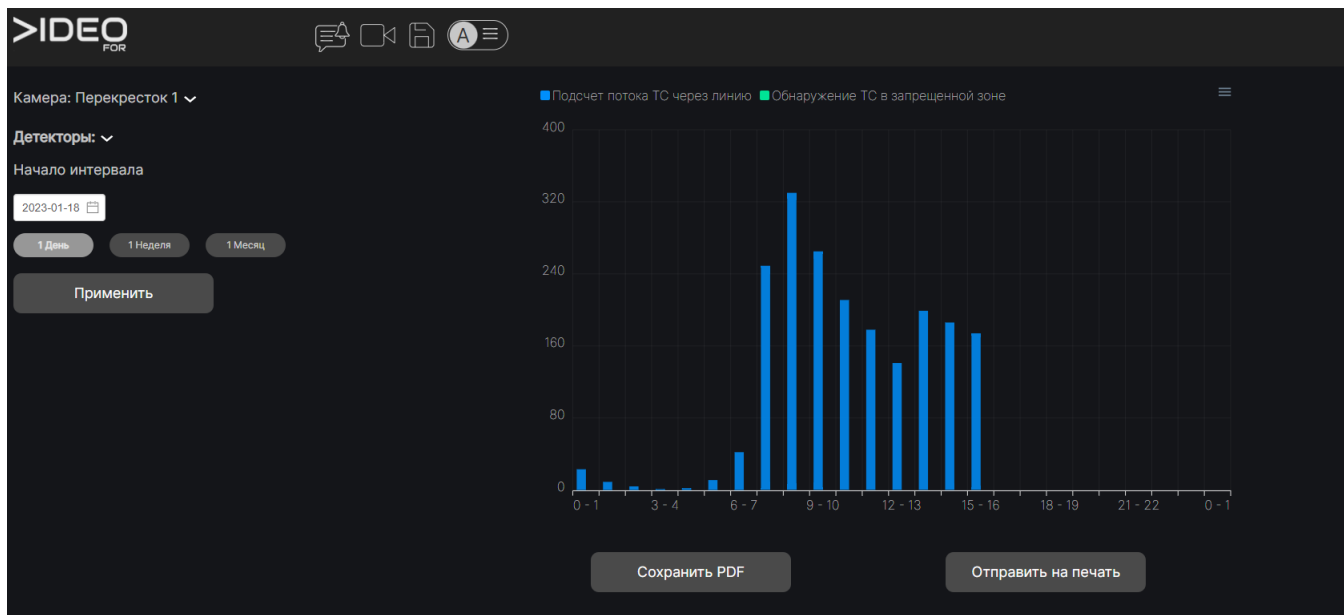 >IDEO
FOR
A
Камера: Перекресток 1
Детекторы:
Начало интервала
2023-01-18
1 День 1 Неделя 1 Месяц
Применить
Подсчет потока ТС через линию Обнаружение ТС в запрещенной зоне
400
320
240
160
80
0
0 - 1 3 - 4 6 - 7 9 - 10 12 - 13 15 - 16 18 - 19 21 - 22 0 - 1
Сохранить PDF Отправить на печать